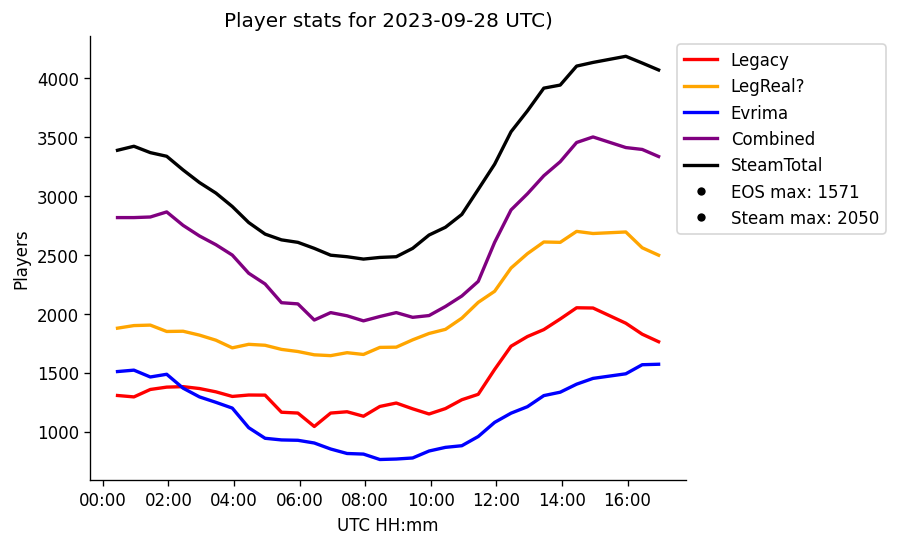 Player stats for 2023-09-28 UTC)
Legacy
LegReal?
Evrima
Combined
SteamTotal
EOS max: 1571
Steam max: 2050
Players
4000
3500
3000
2500
2000
1500
1000
00:00 02:00 04:00 06:00 08:00 10:00 12:00 14:00 16:00
UTC HH:mm